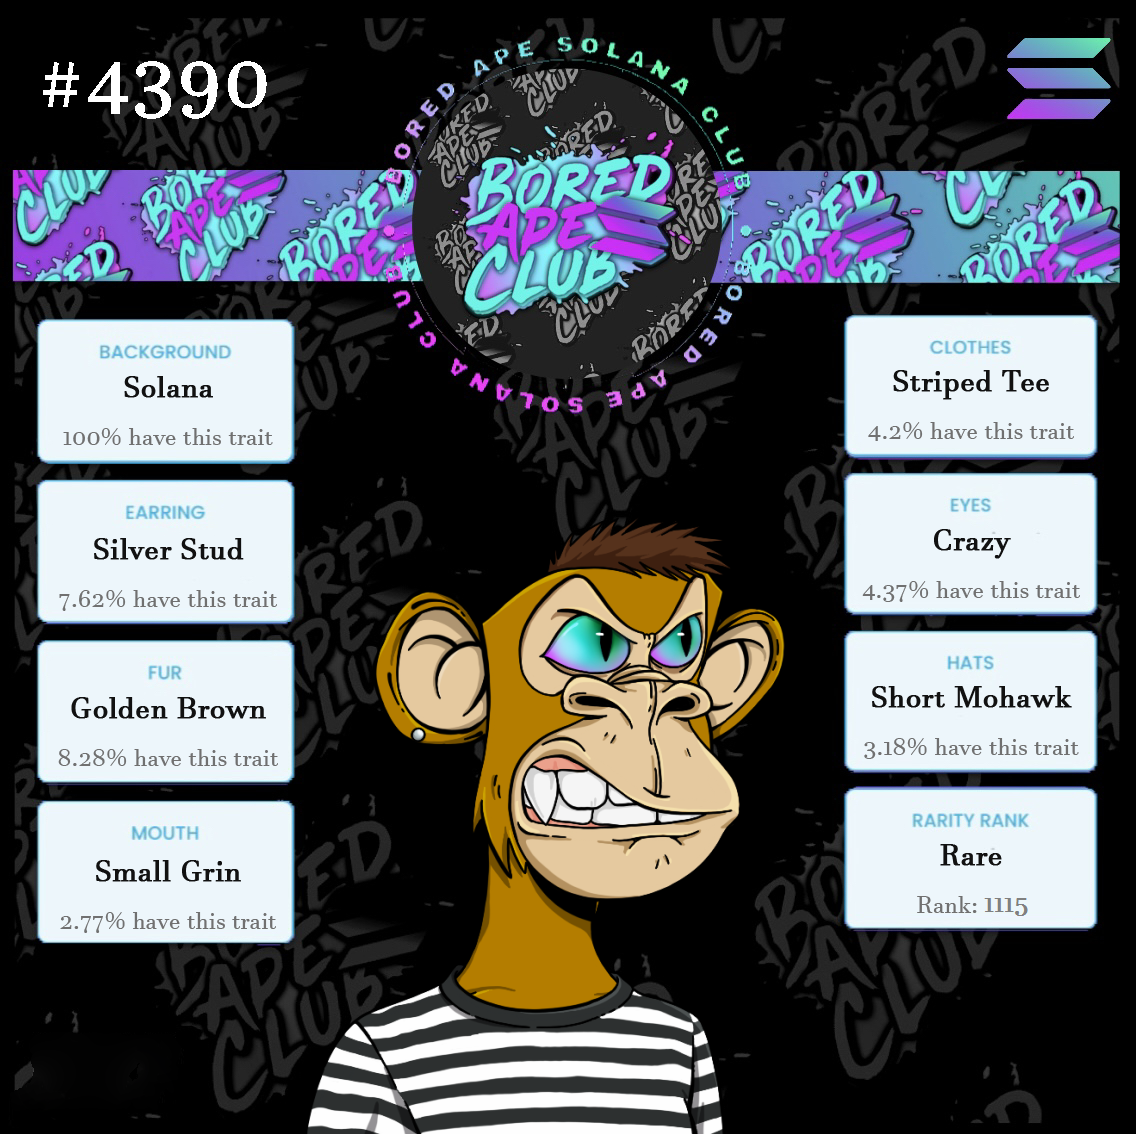 #4390
BORED APE SOLANA CLUB
BORED APE SOLANA CLUB
BORED
APE
CLUB
BACKGROUND
Solana
100% have this trait
EARRING
Silver Stud
7.62% have this trait
FUR
Golden Brown
8.28% have this trait
MOUTH
Small Grin
2.77% have this trait
CLOTHES
Striped Tee
4.2% have this trait
EYES
Crazy
4.37% have this trait
HATS
Short Mohawk
3.18% have this trait
RARITY RANK
Rare
Rank: 1115